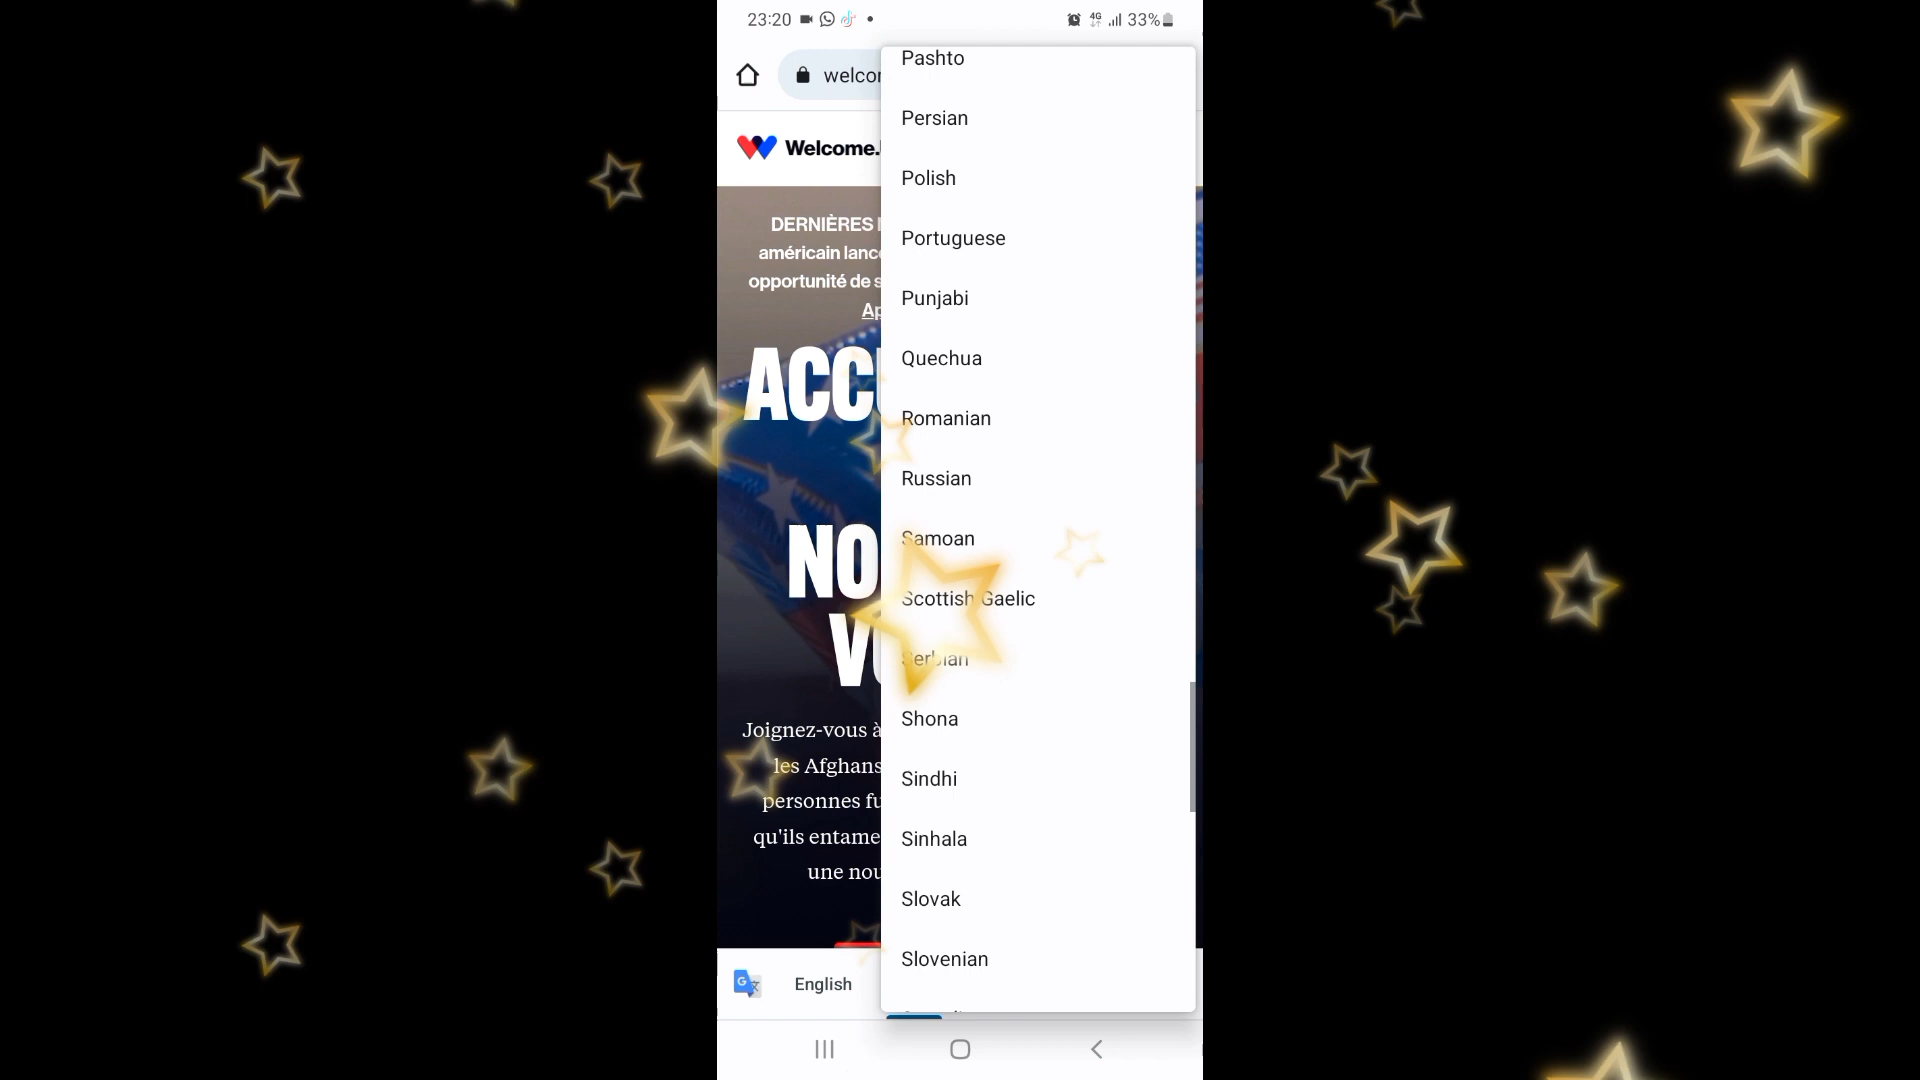 23:20
4G 33%
welco
Welcome.
DERNIÈRES
américain lanc
opportunité de s
Ap
ACC
NO
V
Joignez-vous à
les Afghans
personnes fu
qu'ils entame
une nou
Pashto
Persian
Polish
Portuguese
Punjabi
Quechua
Romanian
Russian
Samoan
Scottish Gaelic
Serbian
Shona
Sindhi
Sinhala
Slovak
Slovenian
English